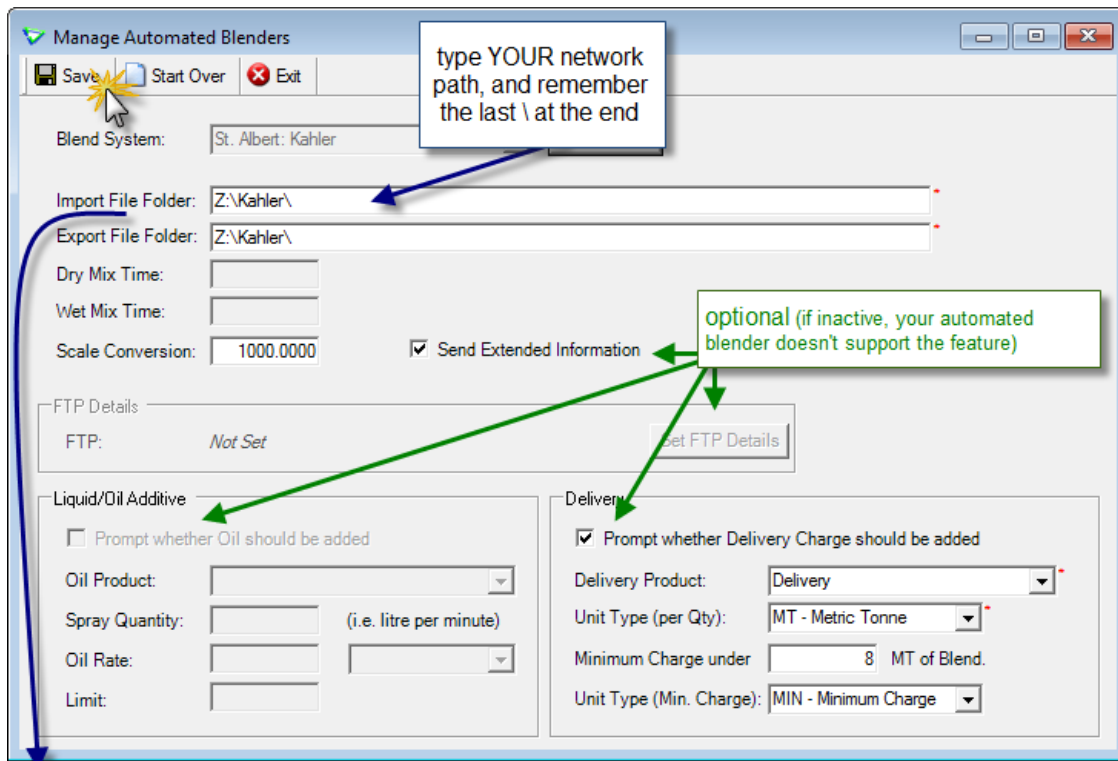 Manage Automated Blenders
Save Start Over Exit
type YOUR network
path, and remember
the last \ at the end
Blend System: St. Albert: Kahler
Import File Folder: Z:\Kahler\ *
Export File Folder: Z:\Kahler\ *
Dry Mix Time:
Wet Mix Time:
Scale Conversion: 1000.0000 Send Extended Information
optional (if inactive, your automated
blender doesn't support the feature)
FTP Details
FTP: Not Set Set FTP Details
Liquid/Oil Additive
Prompt whether Oil should be added
Oil Product:
Spray Quantity: (i.e. litre per minute)
Oil Rate:
Limit:
Delivery
Prompt whether Delivery Charge should be added
Delivery Product: Delivery *
Unit Type (per Qty): MT - Metric Tonne *
Minimum Charge under 8 MT of Blend.
Unit Type (Min. Charge): MIN - Minimum Charge